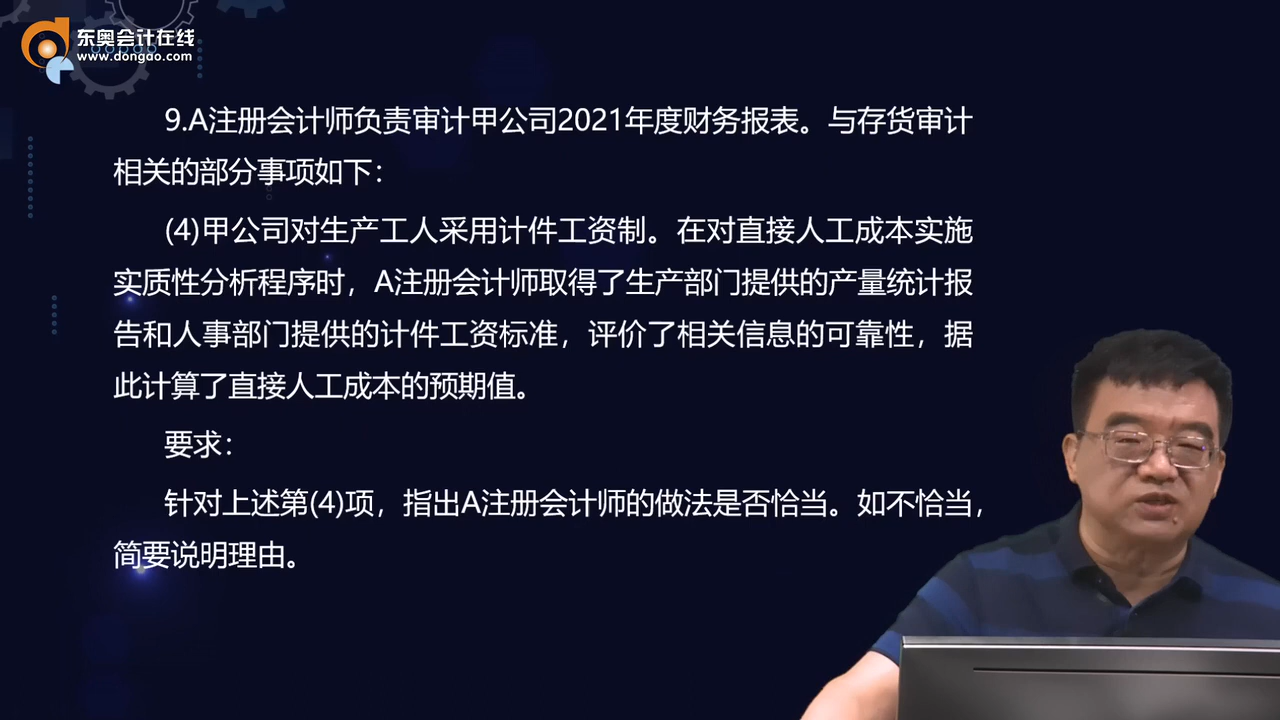 东奥会计在线
www.dongao.com
9.A注册会计师负责审计甲公司2021年度财务报表。与存货审计
相关的部分事项如下：
(4)甲公司对生产工人采用计件工资制。在对直接人工成本实施
实质性分析程序时，A注册会计师取得了生产部门提供的产量统计报
告和人事部门提供的计件工资标准，评价了相关信息的可靠性，据
此计算了直接人工成本的预期值。
要求：
针对上述第(4)项，指出A注册会计师的做法是否恰当。如不恰当，
简要说明理由。